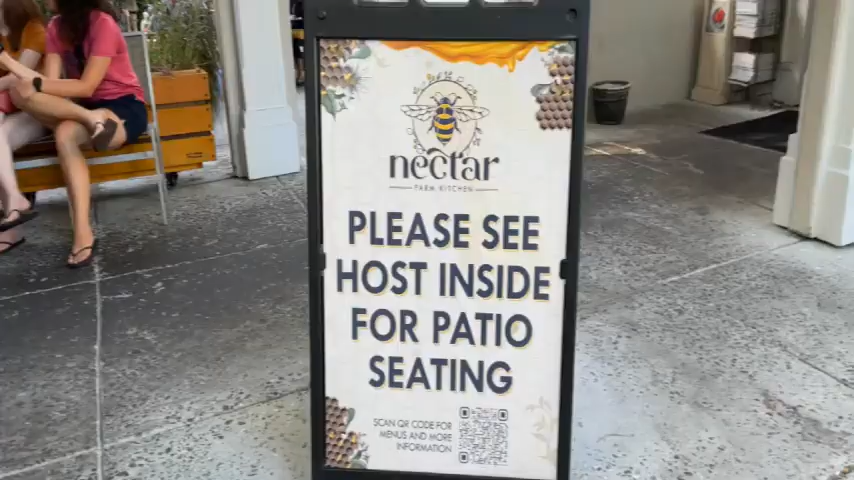 nectar
FARM KITCHEN
PLEASE SEE
HOST INSIDE
FOR PATIO
SEATING
SCAN QR CODE FOR
MENUS AND MORE
INFORMATION